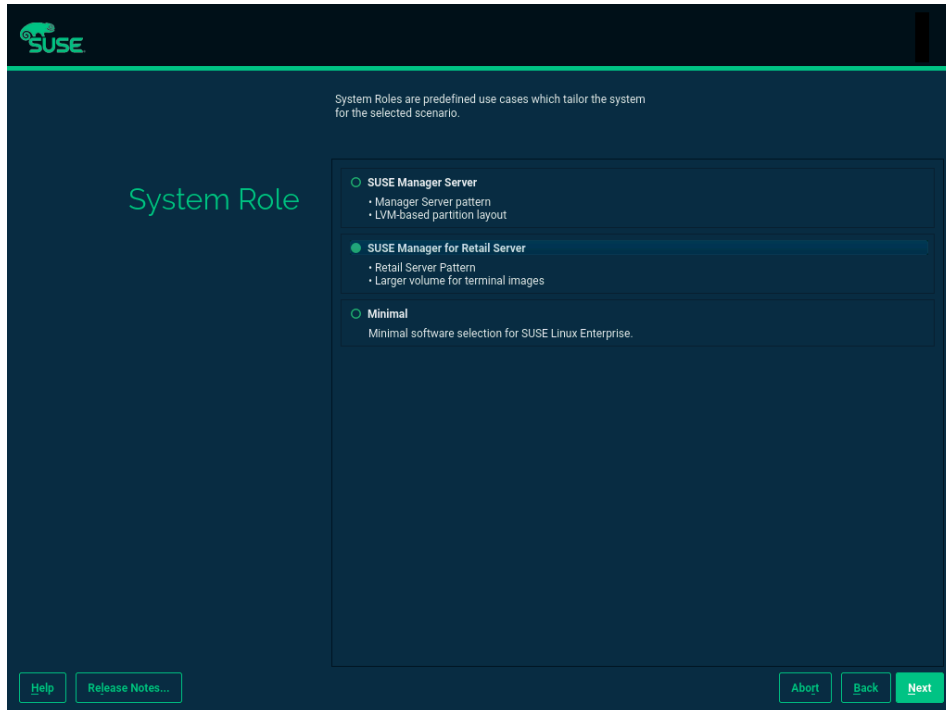 SUSE
System Roles are predefined use cases which tailor the system
for the selected scenario.
System Role
SUSE Manager Server
• Manager Server pattern
• LVM-based partition layout
SUSE Manager for Retail Server
• Retail Server Pattern
• Larger volume for terminal images
Minimal
Minimal software selection for SUSE Linux Enterprise.
Help
Release Notes...
Abort
Back
Next